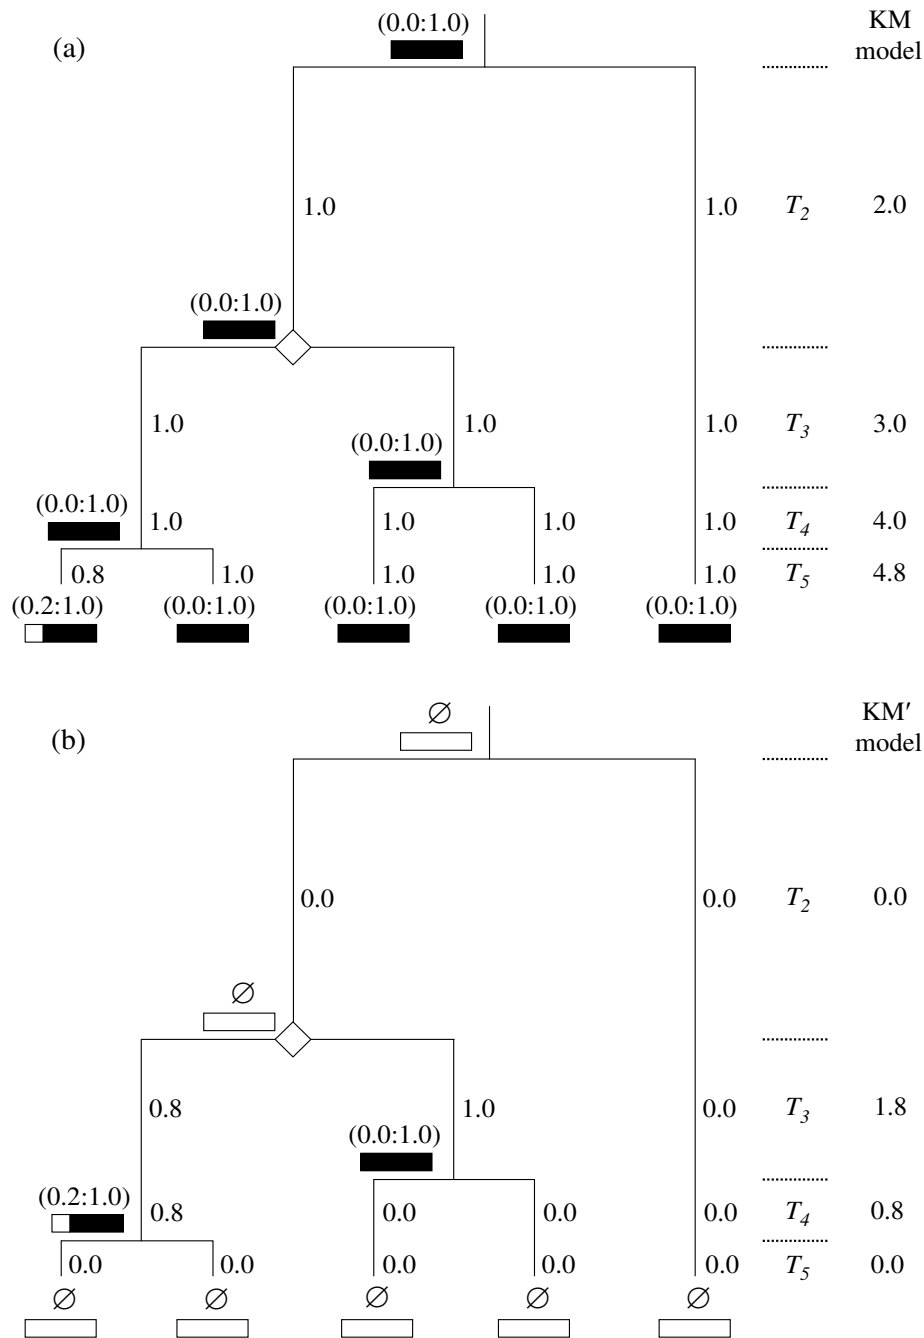 (a) (0.0:1.0) KM
model
1.0 1.0 T2 2.0
(0.0:1.0)
1.0 1.0 1.0 T3 3.0
(0.0:1.0)
(0.0:1.0)
1.0 1.0 1.0 1.0 T4 4.0
0.8 1.0 1.0 1.0 1.0 T5 4.8
(0.2:1.0) (0.0:1.0) (0.0:1.0) (0.0:1.0) (0.0:1.0)
(b) ∅ KM′
model
0.0 0.0 T2 0.0
∅
0.8 1.0 0.0 T3 1.8
(0.0:1.0)
(0.2:1.0)
0.8 0.0 0.0 0.0 T4 0.8
0.0 0.0 0.0 0.0 0.0 T5 0.0
∅ ∅ ∅ ∅ ∅